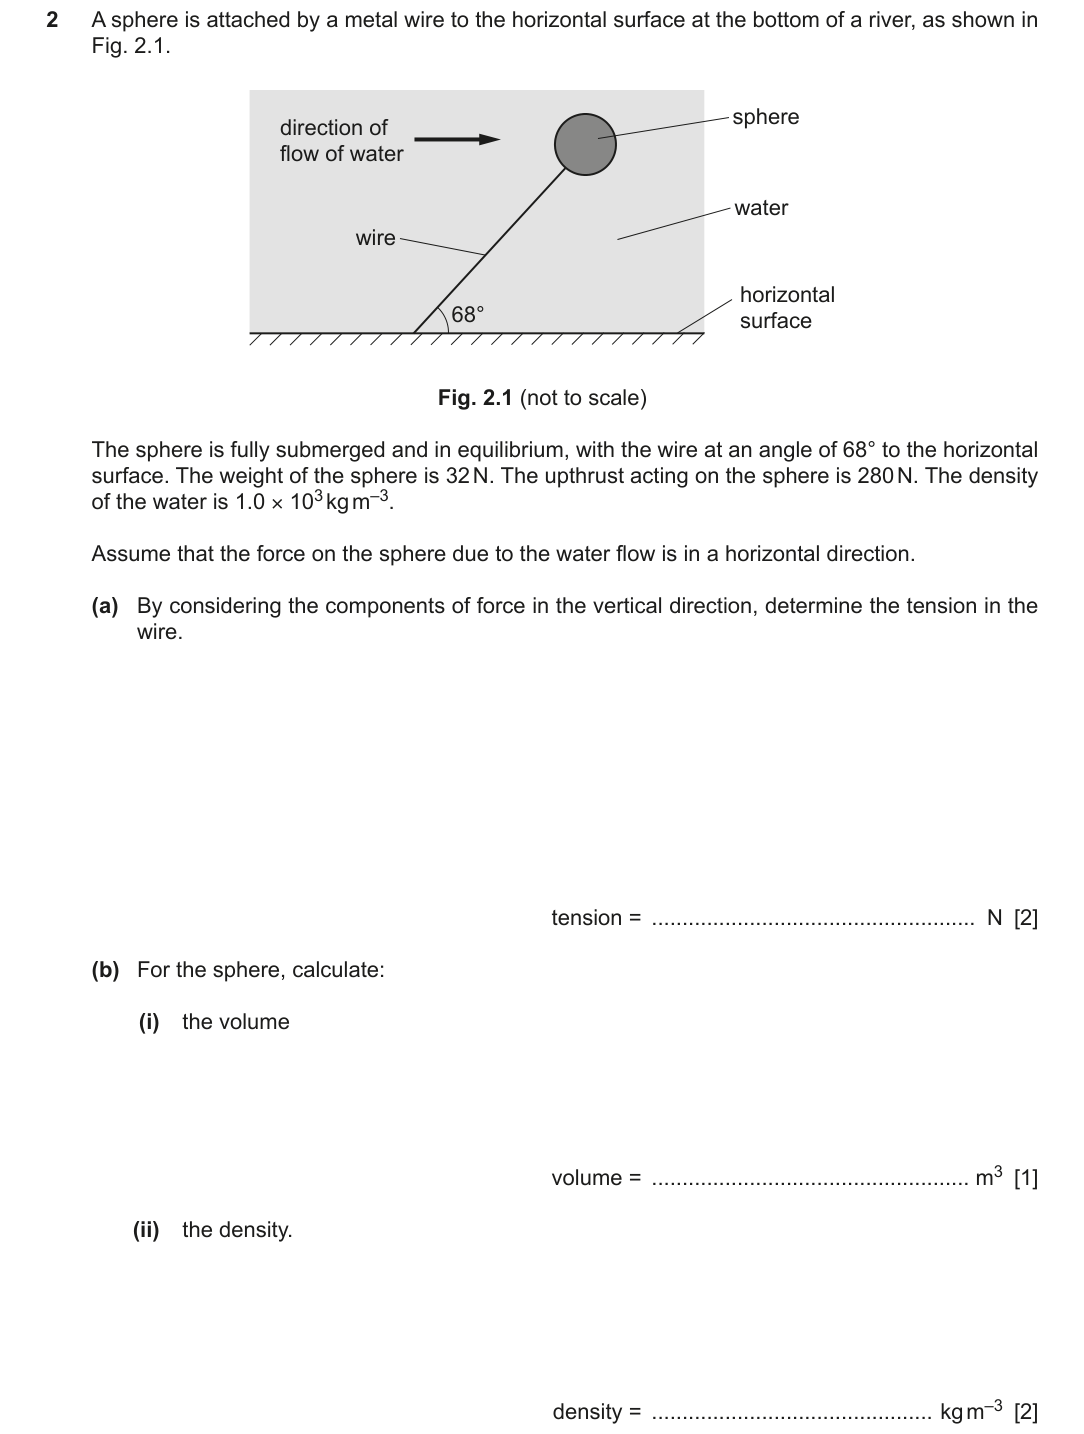 2 A sphere is attached by a metal wire to the horizontal surface at the bottom of a river, as shown in
Fig. 2.1.
direction of
flow of water
sphere
water
wire
horizontal
surface
68°
Fig. 2.1 (not to scale)
The sphere is fully submerged and in equilibrium, with the wire at an angle of 68° to the horizontal
surface. The weight of the sphere is 32 N. The upthrust acting on the sphere is 280 N. The density
of the water is 1.0 × 10³ kg m⁻³.
Assume that the force on the sphere due to the water flow is in a horizontal direction.
(a) By considering the components of force in the vertical direction, determine the tension in the
wire.
tension = ..................................................... N [2]
(b) For the sphere, calculate:
(i) the volume
volume = .................................................... m³ [1]
(ii) the density.
density = .............................................. kg m⁻³ [2]